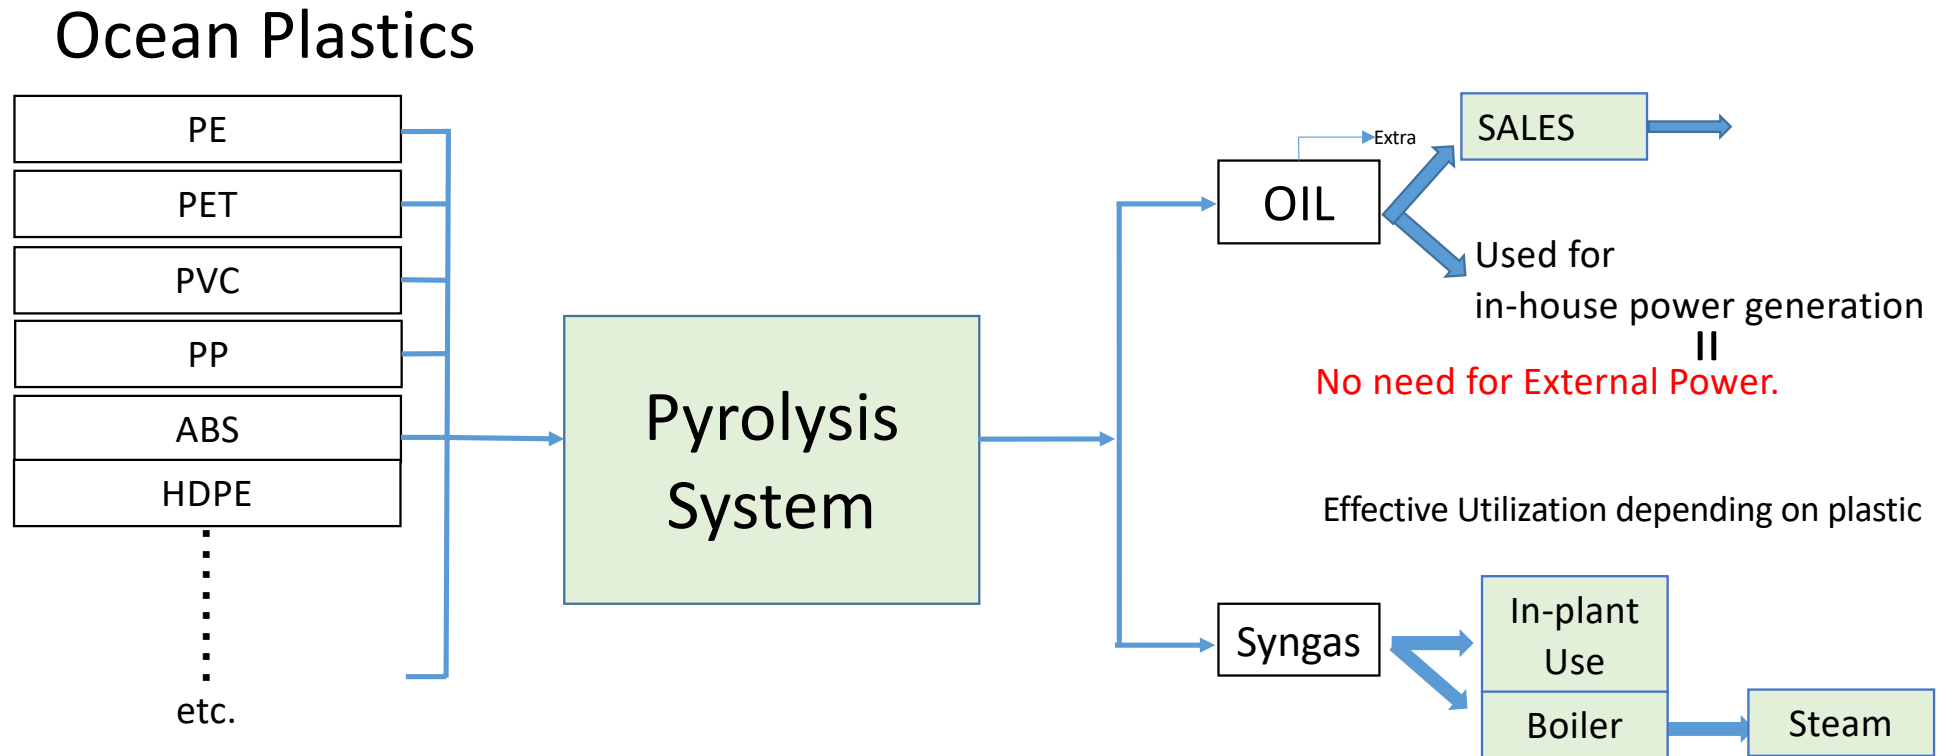 Ocean Plastics
PE
PET
PVC
PP
ABS
HDPE
etc.
Pyrolysis
System
OIL
Extra
SALES
Used for
in-house power generation
No need for External Power.
Effective Utilization depending on plastic
Syngas
In-plant
Use
Boiler
Steam